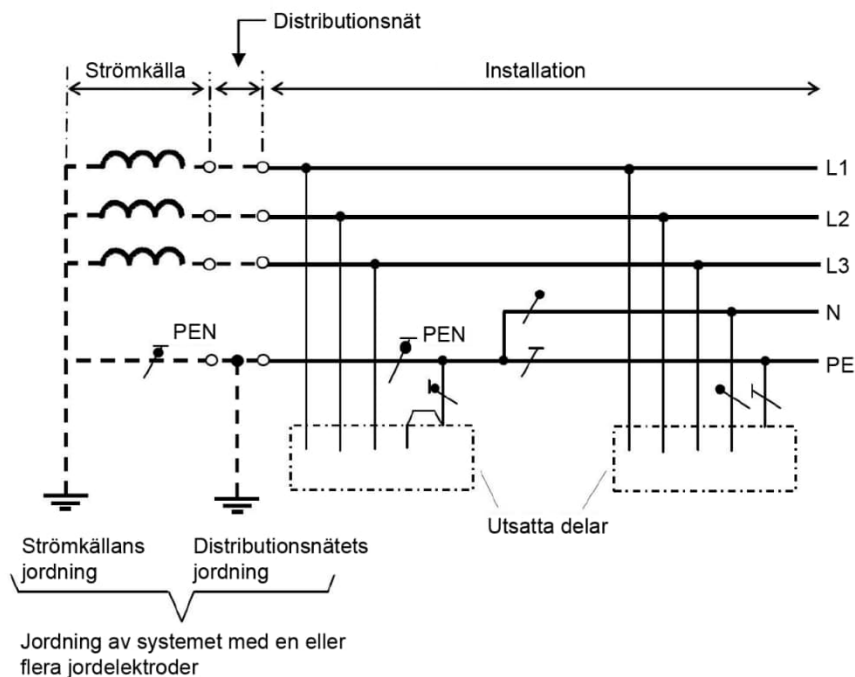 Distributionsnät
Strömkälla
Installation
L1
L2
L3
N
PEN
PEN
PE
Utsatta delar
Strömkällans
jordning
Distributionsnätets
jordning
Jordning av systemet med en eller
flera jordelektroder